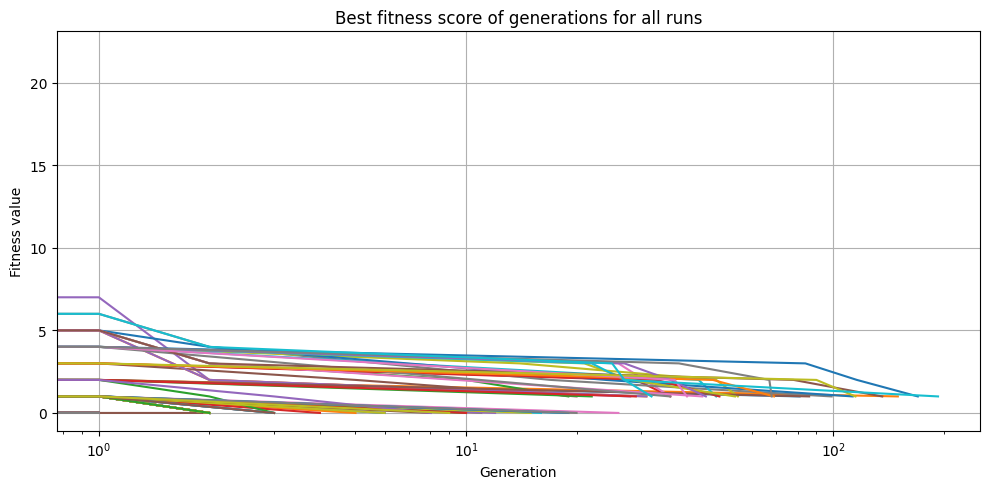 Best fitness score of generations for all runs
Fitness value
20
15
10
5
0
10⁰
10¹
10²
Generation